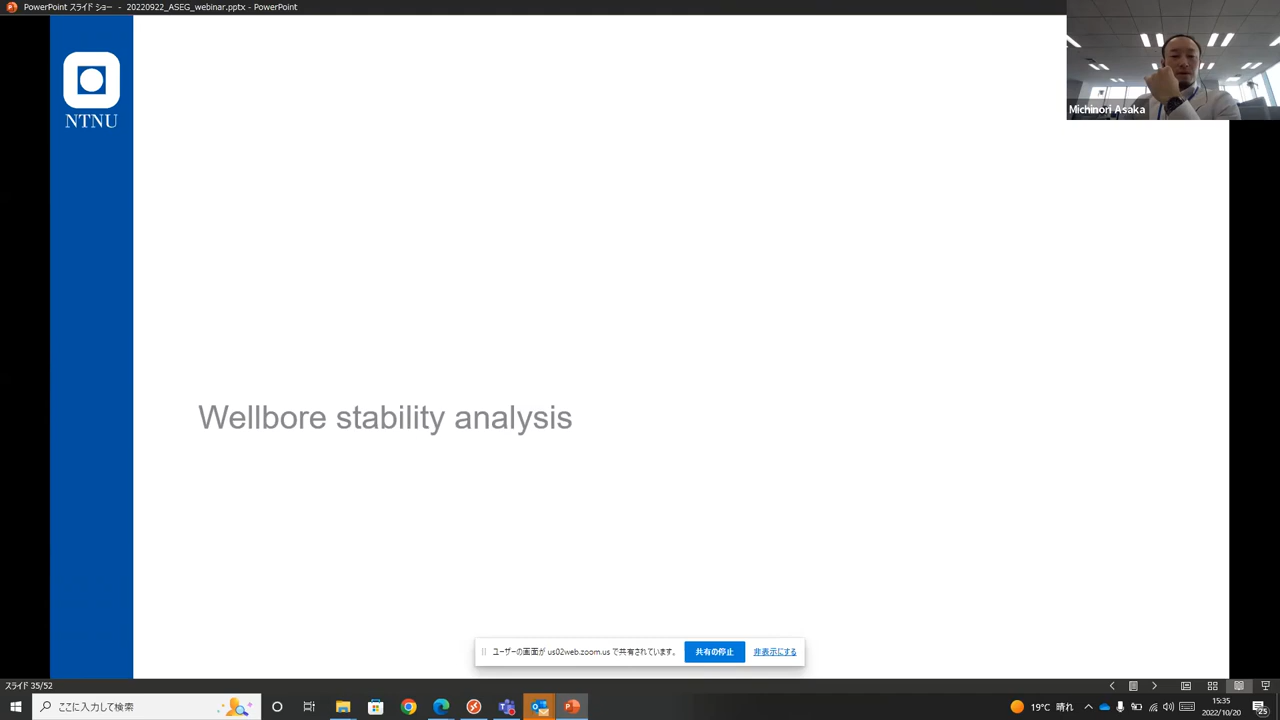 PowerPoint スライド ショー - 20220922_ASEG_webinar.pptx - PowerPoint
NTNU
Michinori Asaka
Wellbore stability analysis
ユーザーの画面が us02web.zoom.us で共有されています。 共有の停止 非表示にする
スライド 35/52
ここに入力して検索
19°C 晴れ
15:35
2022/10/20
25